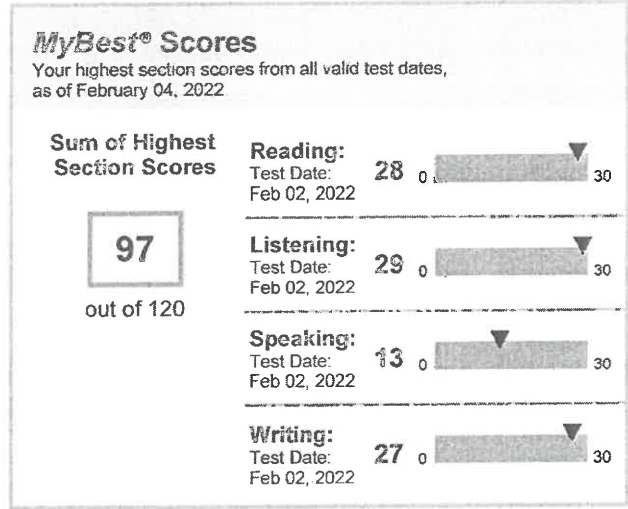 MyBest® Scores
Your highest section scores from all valid test dates,
as of February 04, 2022
Sum of Highest
Section Scores
97
out of 120
Reading:
Test Date:
Feb 02, 2022
28
0
30
Listening:
Test Date:
Feb 02, 2022
29
0
30
Speaking:
Test Date:
Feb 02, 2022
13
0
30
Writing:
Test Date:
Feb 02, 2022
27
0
30